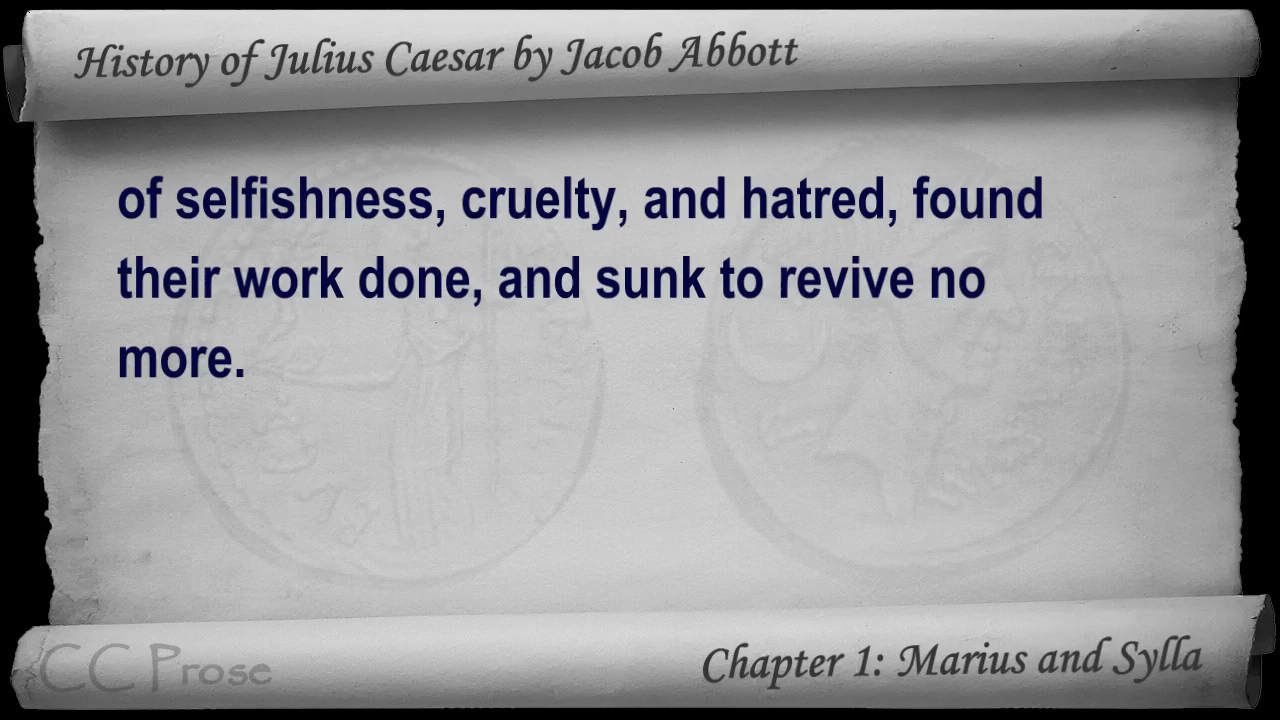 History of Julius Caesar by Jacob Abbott
of selfishness, cruelty, and hatred, found
their work done, and sunk to revive no
more.
CC Prose
Chapter 1: Marius and Sylla